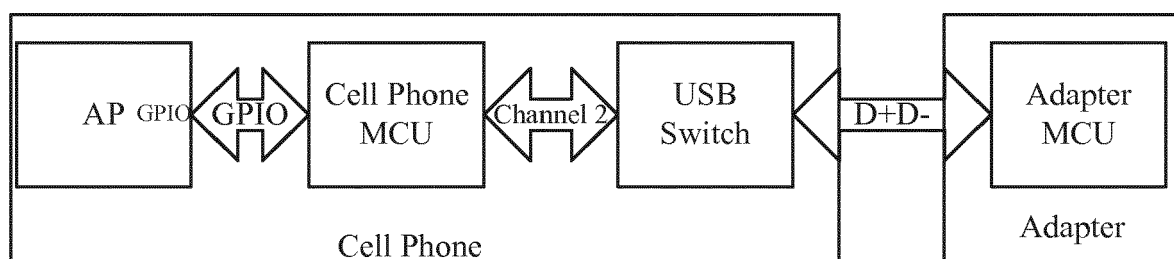 AP
GPIO
GPIO
Cell Phone
MCU
Channel 2
USB
Switch
D+D-
Adapter
MCU
Cell Phone
Adapter